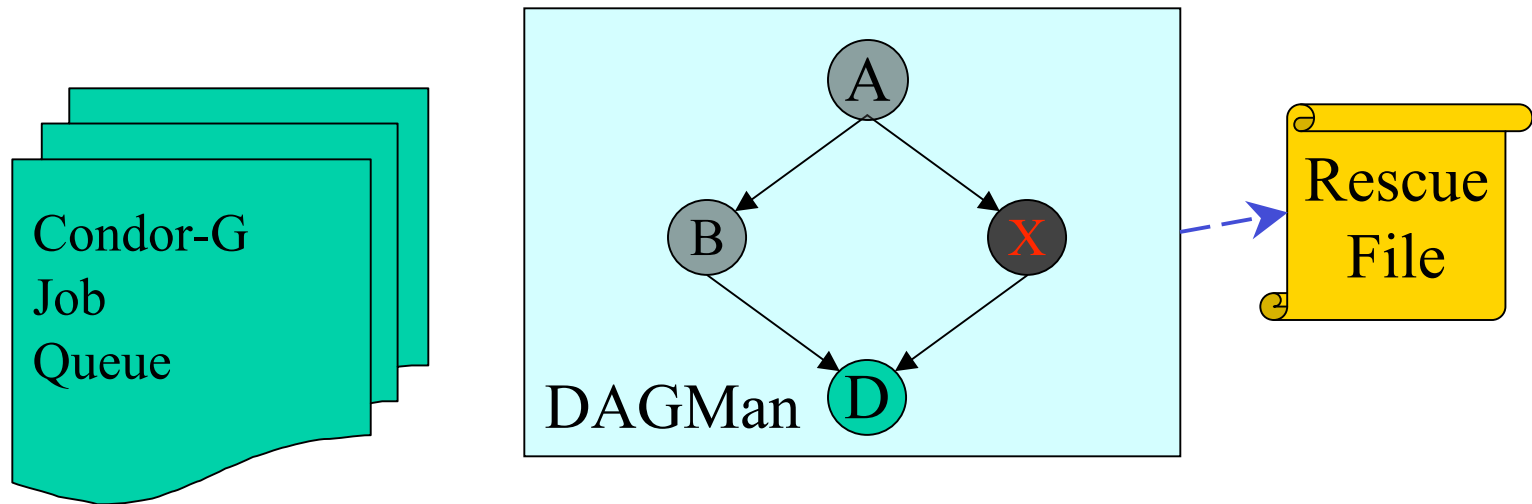 Condor-G
Job
Queue
A
B
X
D
DAGMan
Rescue
File